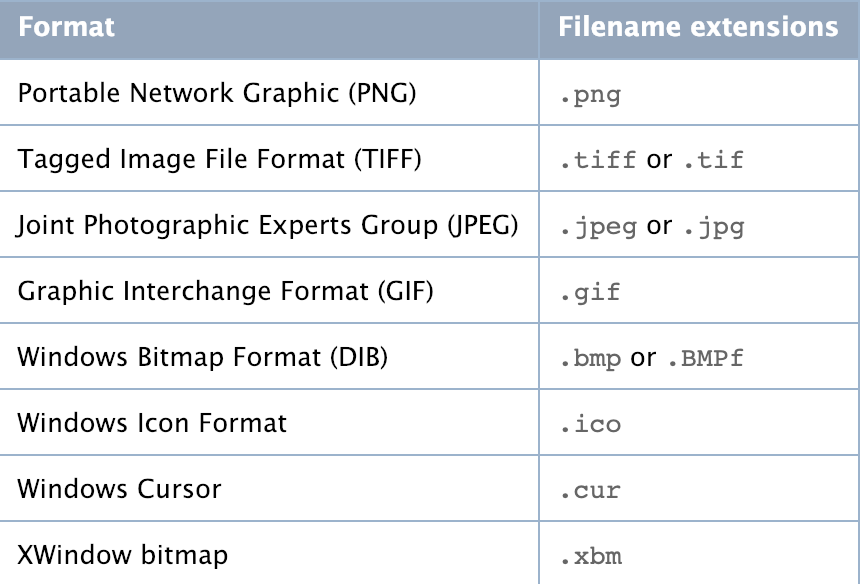 Format Filename extensions
Portable Network Graphic (PNG) .png
Tagged Image File Format (TIFF) .tiff or .tif
Joint Photographic Experts Group (JPEG) .jpeg or .jpg
Graphic Interchange Format (GIF) .gif
Windows Bitmap Format (DIB) .bmp or .BMPf
Windows Icon Format .ico
Windows Cursor .cur
XWindow bitmap .xbm